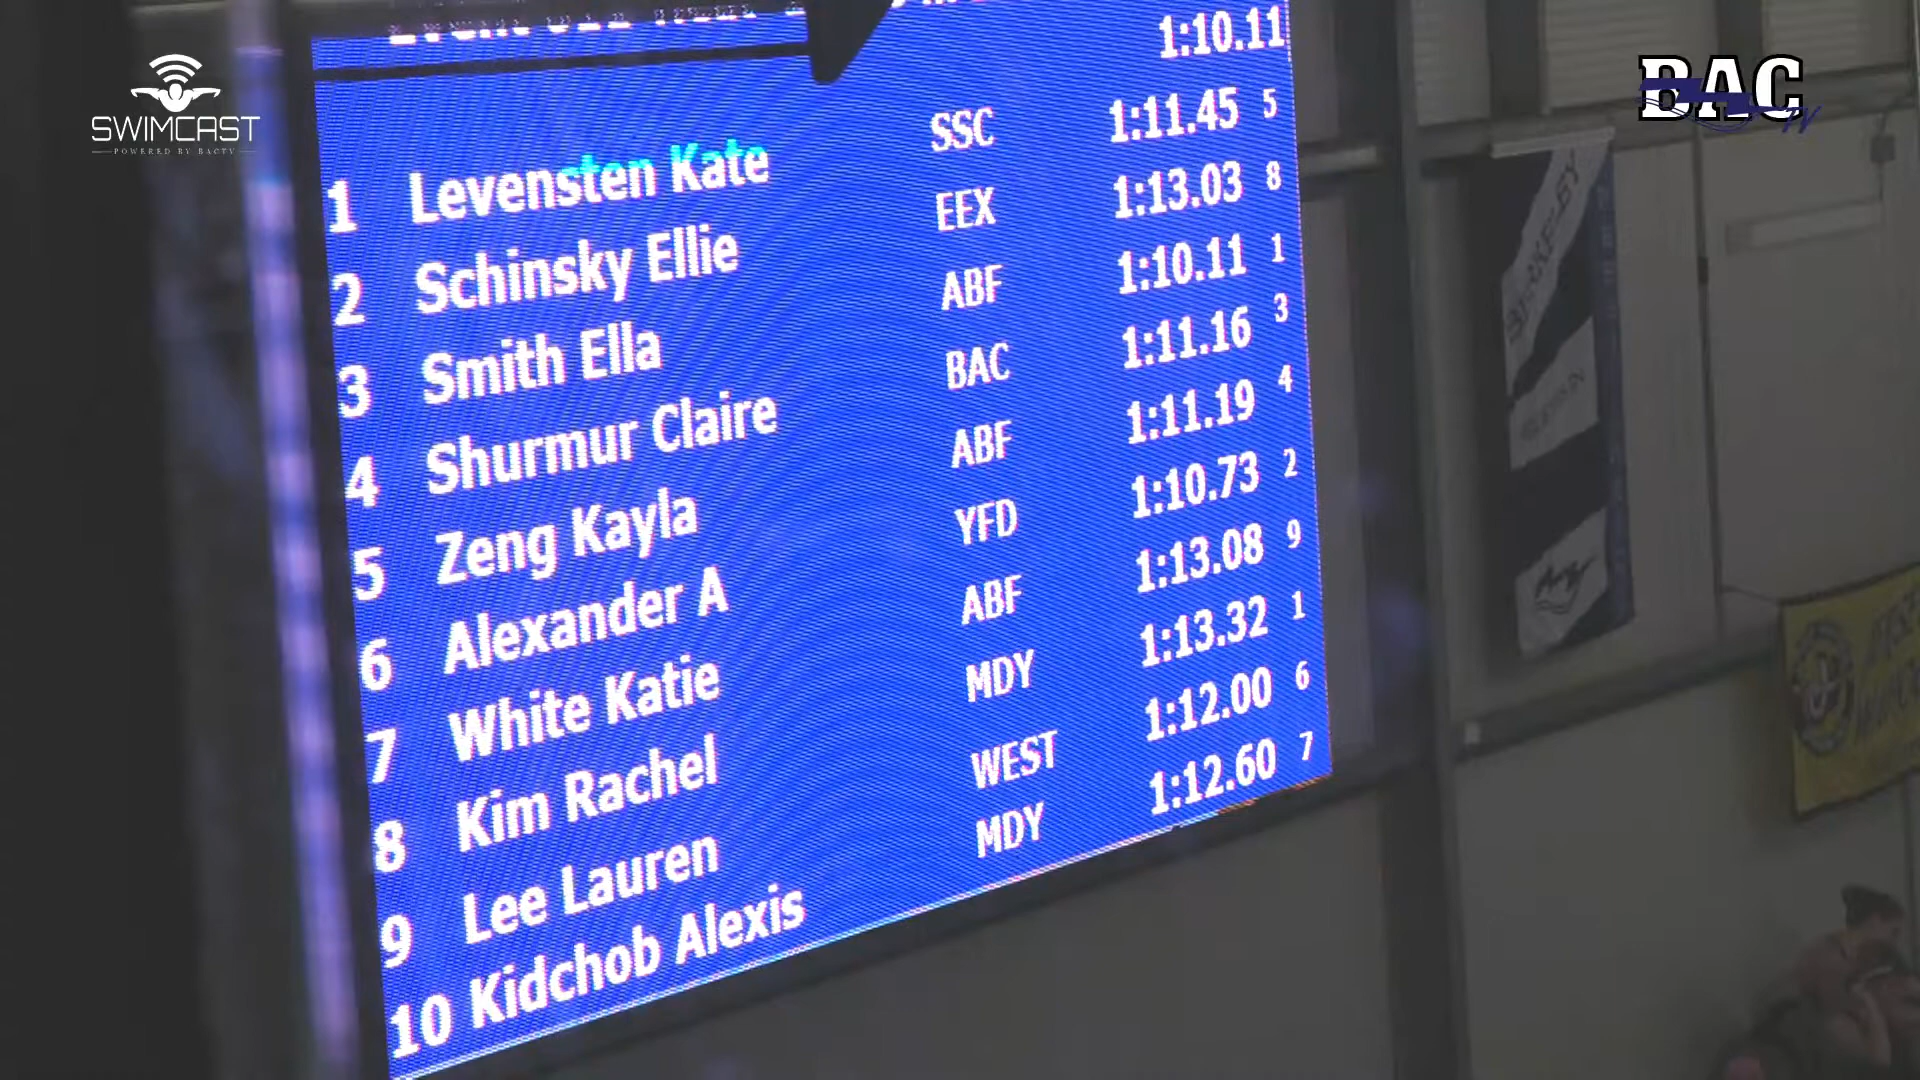 1:10.11
SWIMCAST
POWERED BY BACTV
BAC TV
1 Levensten Kate SSC 1:11.45 5
2 Schinsky Ellie EEX 1:13.03 8
3 Smith Ella ABF 1:10.11 1
4 Shurmur Claire BAC 1:11.16 3
5 Zeng Kayla ABF 1:11.19 4
6 Alexander A YFD 1:10.73 2
7 White Katie ABF 1:13.08 9
8 Kim Rachel MDY 1:13.32 1
9 Lee Lauren WEST 1:12.00 6
10 Kidchob Alexis MDY 1:12.60 7